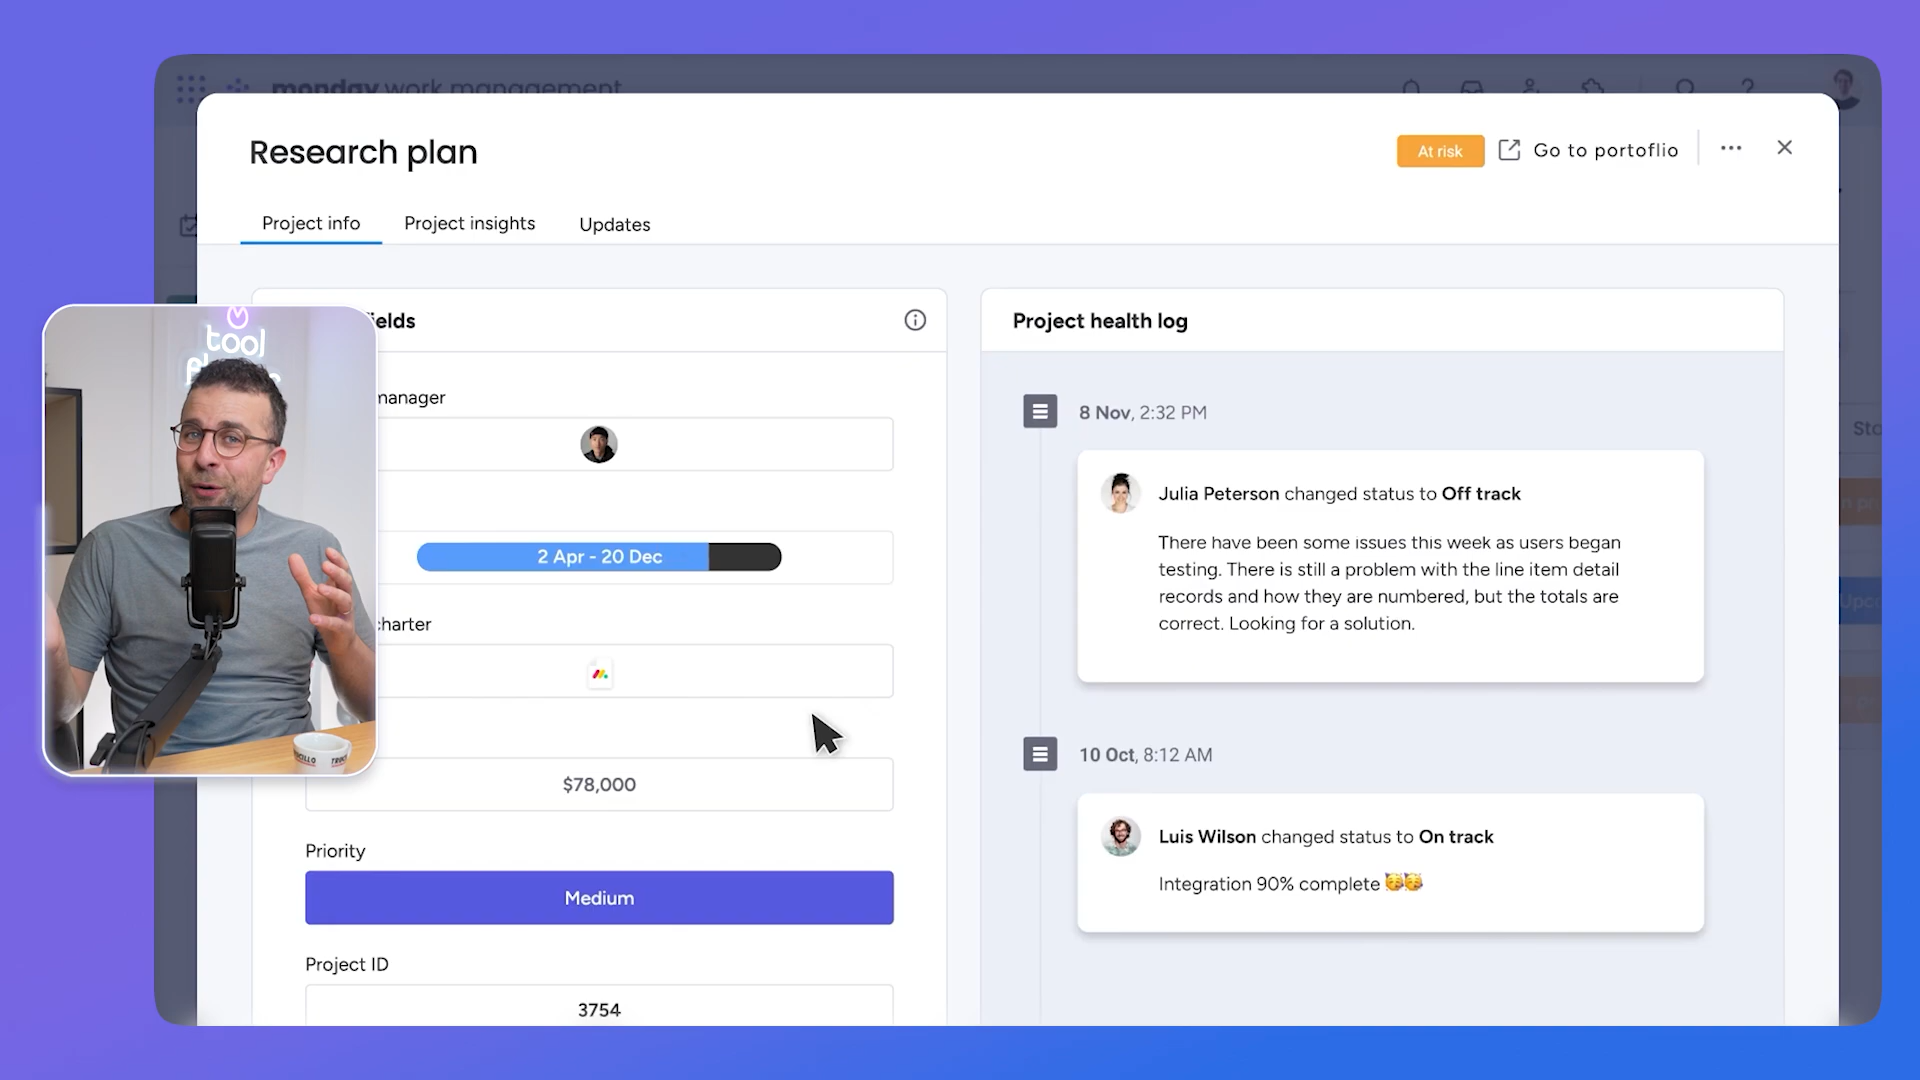 monday work management
Research plan
At risk
Go to portoflio
Project info
Project insights
Updates
ields
Project health log
manager
8 Nov, 2:32 PM
Julia Peterson changed status to Off track
There have been some issues this week as users began
testing. There is still a problem with the line item detail
records and how they are numbered, but the totals are
correct. Looking for a solution.
2 Apr - 20 Dec
charter
$78,000
10 Oct, 8:12 AM
Luis Wilson changed status to On track
Integration 90% complete 🥳🥳
Priority
Medium
Project ID
3754
tool